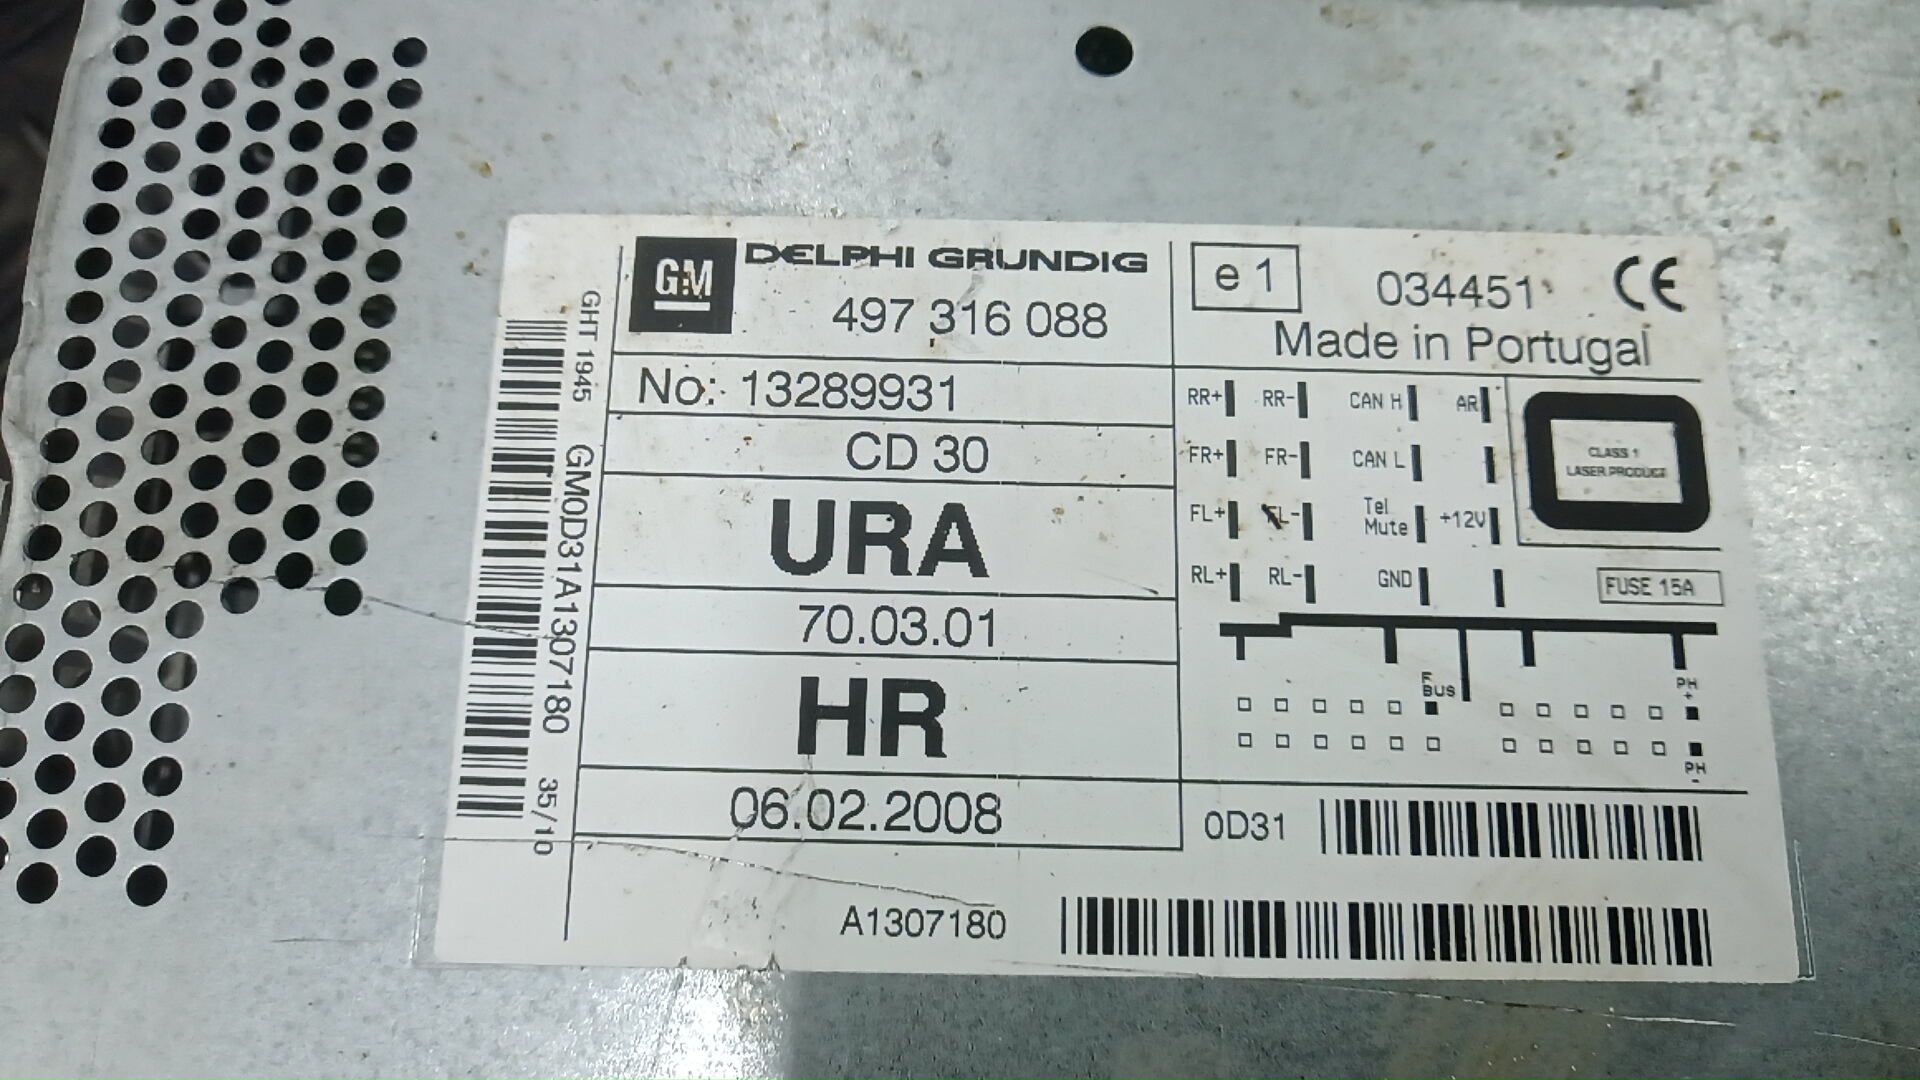 GM
DELPHI GRUNDIG
497 316 088
No: 13289931
CD 30
URA
70.03.01
HR
06.02.2008
e 1
034451
CE
Made in Portugal
RR+ RR- CAN H AR
FR+ FR- CAN L
FL+ FL- Tel Mute +12V
RL+ RL- GND
CLASS 1
LASER PRODUCT
FUSE 15A
F
BUS
PH
+
PH
-
0D31
A1307180
GHT 1945 GM0D31A1307180 35/10